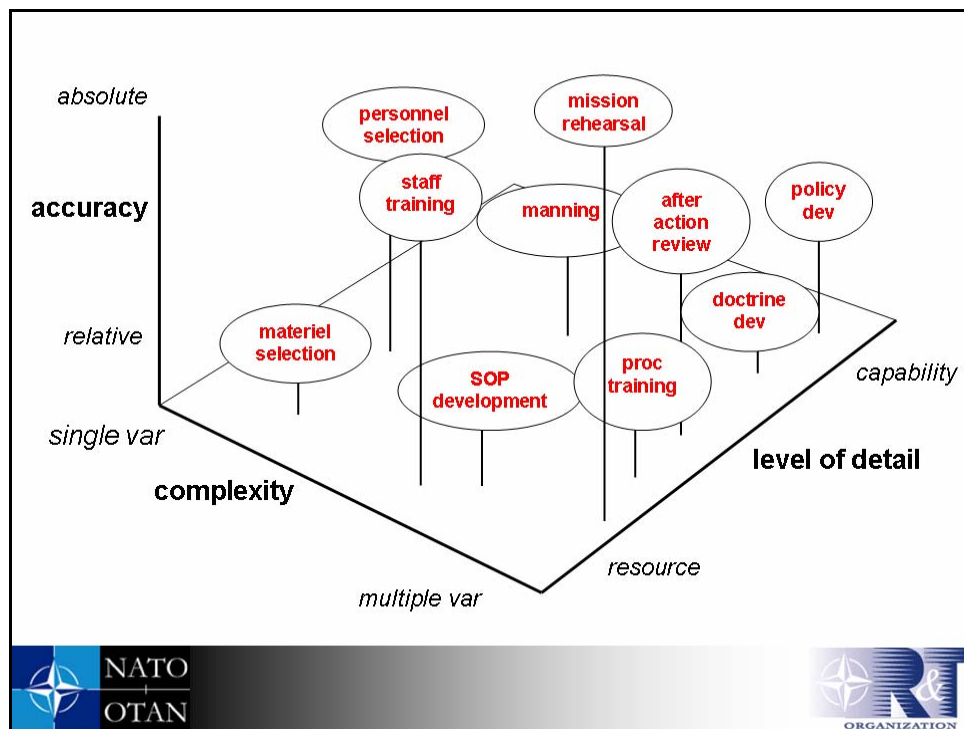 absolute
personnel
selection
mission
rehearsal
staff
training
accuracy
manning
after
action
review
policy
dev
relative
materiel
selection
doctrine
dev
SOP
development
proc
training
capability
single var
complexity
level of detail
resource
multiple var
NATO
OTAN
R&T
ORGANIZATION